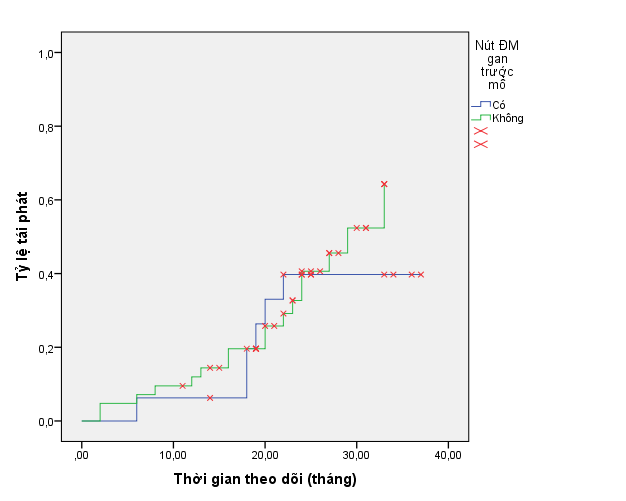 Nút ĐM
gan
trước
mổ
Có
Không
1,0
0,8
0,6
0,4
0,2
0,0
Tỷ lệ tái phát
,00
10,00
20,00
30,00
40,00
Thời gian theo dõi (tháng)